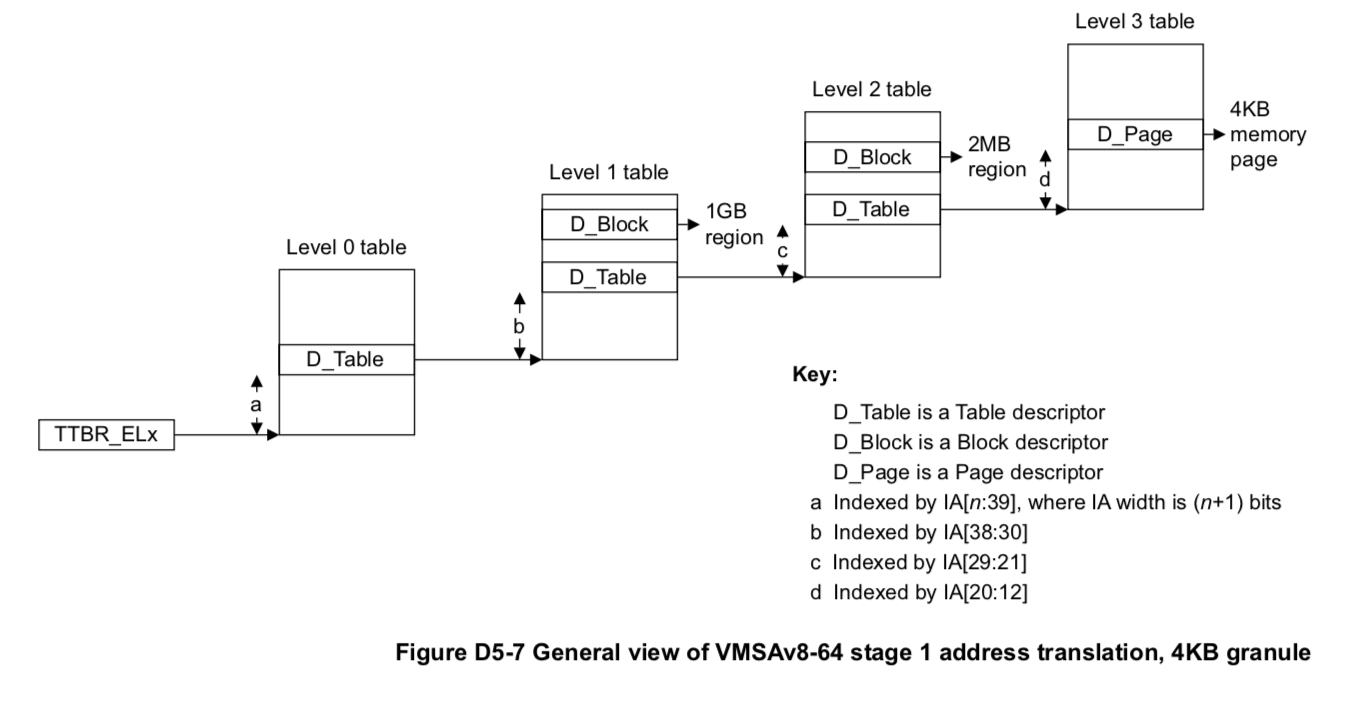 Level 3 table
4KB
memory
page
D_Page
Level 2 table
D_Block
2MB
region
d
D_Table
Level 1 table
D_Block
1GB
region
c
D_Table
Level 0 table
b
D_Table
a
TTBR_ELx
Key:
D_Table is a Table descriptor
D_Block is a Block descriptor
D_Page is a Page descriptor
a Indexed by IA[n:39], where IA width is (n+1) bits
b Indexed by IA[38:30]
c Indexed by IA[29:21]
d Indexed by IA[20:12]
Figure D5-7 General view of VMSAv8-64 stage 1 address translation, 4KB granule